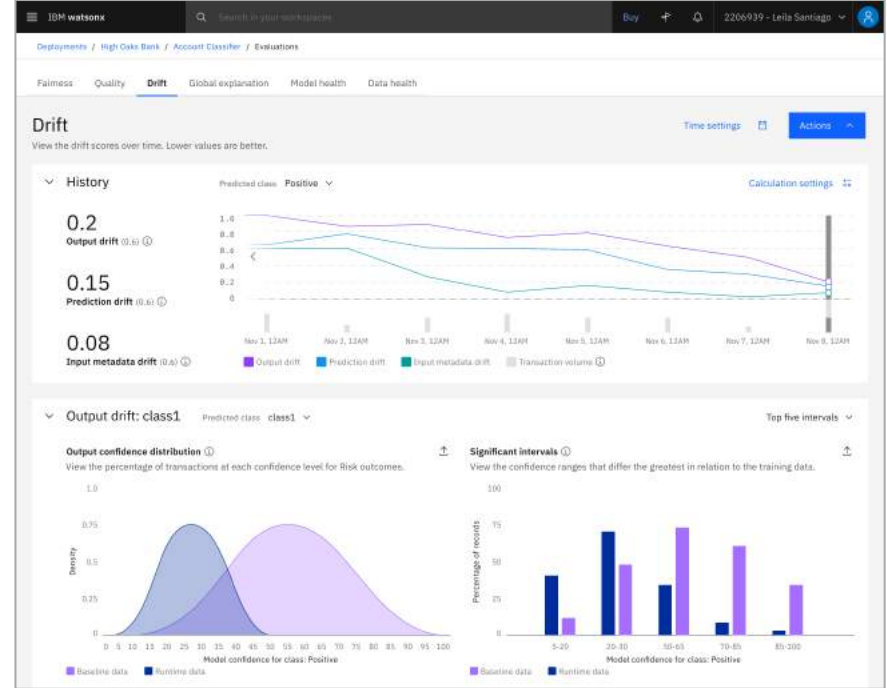 IBM watsonx
Search in your workspaces
Buy
2206939 - Leila Santiago
Deployments / High Oaks Bank / Account Classifier / Evaluations
Fairness Quality Drift Global explanation Model health Data health
Drift
View the drift scores over time. Lower values are better.
Time settings
Actions
History
Predicted class Positive
Calculation settings
0.2
Output drift (0.6)
0.15
Prediction drift (0.6)
0.08
Input metadata drift (0.6)
1.0
0.8
0.6
0.4
0.2
0
Nov 1, 12AM Nov 2, 12AM Nov 3, 12AM Nov 4, 12AM Nov 5, 12AM Nov 6, 12AM Nov 7, 12AM Nov 8, 12AM
Output drift Prediction drift Input metadata drift Transaction volume
Output drift: class1
Predicted class class1
Top five intervals
Output confidence distribution
View the percentage of transactions at each confidence level for Risk outcomes.
1.0
0.75
0.5
0.25
0
Density
0 5 10 15 20 25 30 35 40 45 50 55 60 65 70 75 80 85 90 95 100
Model confidence for class: Positive
Baseline data Runtime data
Significant intervals
View the confidence ranges that differ the greatest in relation to the training data.
100
75
50
25
0
Percentage of records
5-20 20-30 50-65 70-85 85-100
Model confidence for class: Positive
Baseline data Runtime data